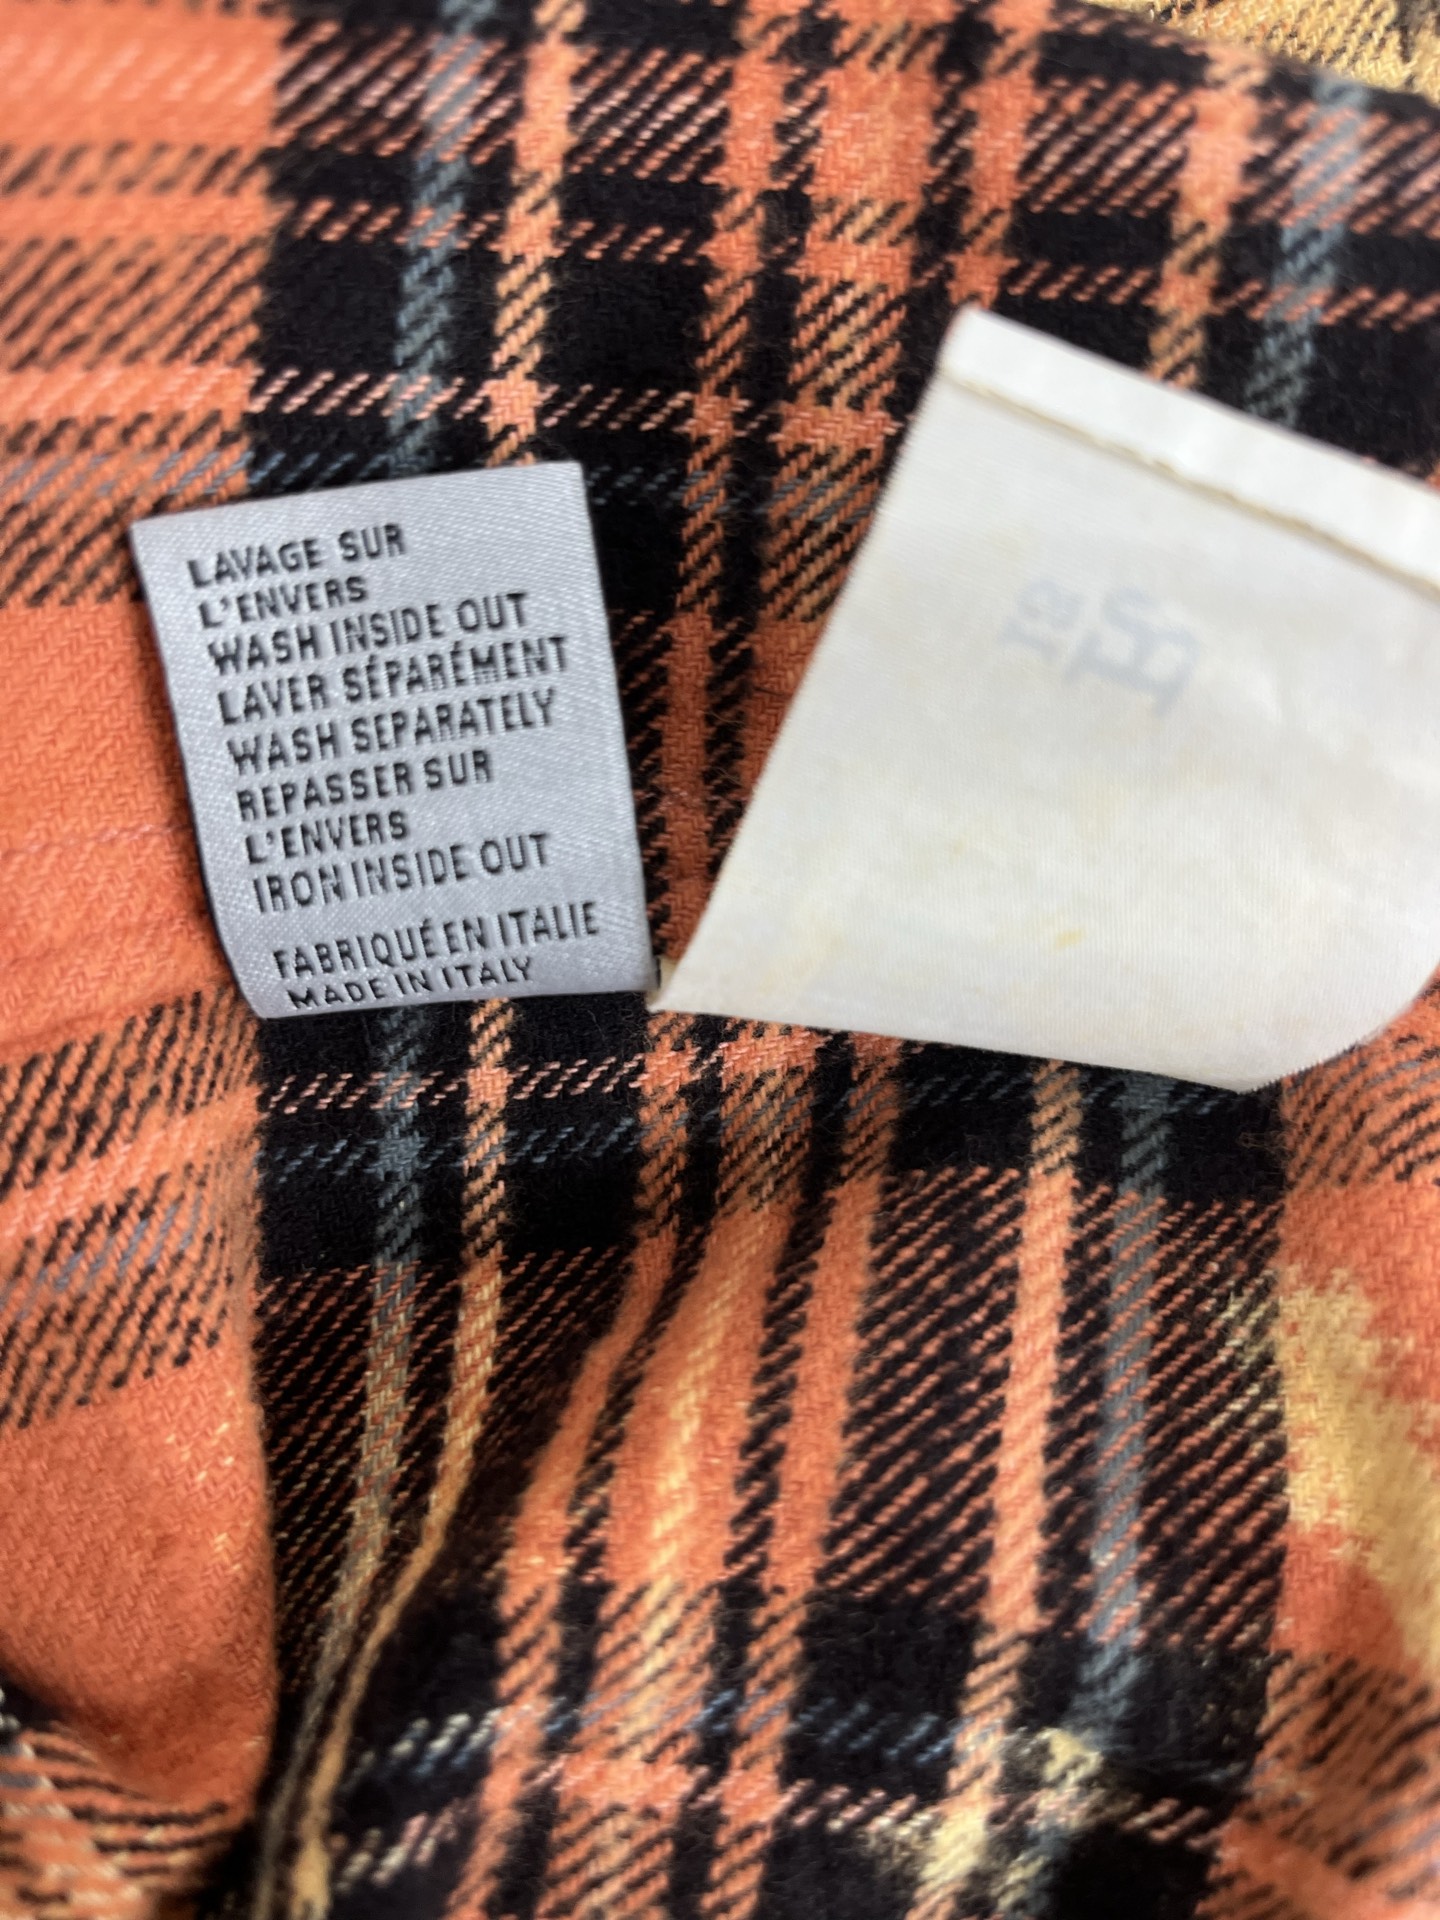 LAVAGE SUR
L'ENVERS
WASH INSIDE OUT
LAVER SÉPARÉMENT
WASH SEPARATELY
REPASSER SUR
L'ENVERS
IRON INSIDE OUT
FABRIQUÉ EN ITALIE
MADE IN ITALY